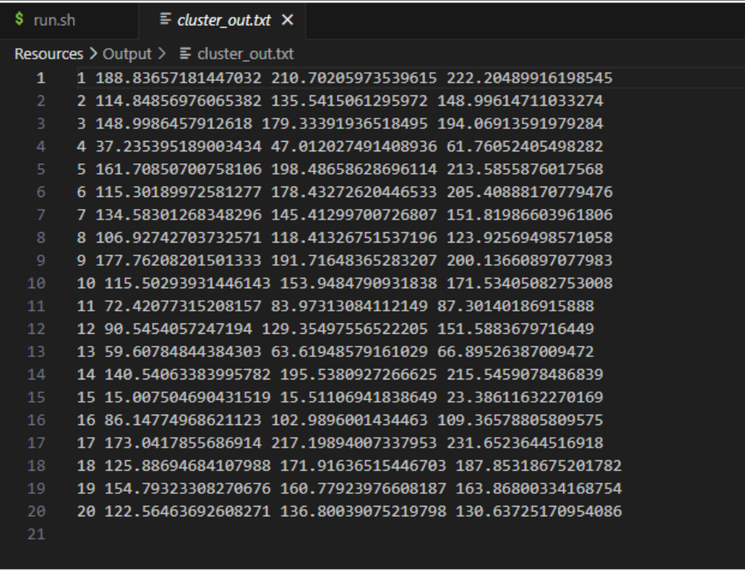 $ run.sh
cluster_out.txt ×
Resources > Output > cluster_out.txt
1 1 188.83657181447032 210.70205973539615 222.20489916198545
2 2 114.84856976065382 135.5415061295972 148.99614711033274
3 3 148.9986457912618 179.33391936518495 194.06913591979284
4 4 37.235395189003434 47.012027491408936 61.76052405498282
5 5 161.70850700758106 198.48658628696114 213.5855876017568
6 6 115.30189972581277 178.43272620446533 205.40888170779476
7 7 134.58301268348296 145.41299700726807 151.81986603961806
8 8 106.92742703732571 118.41326751537196 123.92569498571058
9 9 177.76208201501333 191.71648365283207 200.13660897077983
10 10 115.50293931446143 153.9484790931838 171.53405082753008
11 11 72.42077315208157 83.97313084112149 87.30140186915888
12 12 90.5454057247194 129.35497556522205 151.5883679716449
13 13 59.60784844384303 63.61948579161029 66.89526387009472
14 14 140.54063383995782 195.5380927266625 215.5459078486839
15 15 15.007504690431519 15.51106941838649 23.38611632270169
16 16 86.14774968621123 102.9896001434463 109.36578805809575
17 17 173.0417855686914 217.19894007337953 231.6523644516918
18 18 125.88694684107988 171.91636515446703 187.85318675201782
19 19 154.79323308270676 160.77923976608187 163.86800334168754
20 20 122.56463692608271 136.80039075219798 130.63725170954086
21